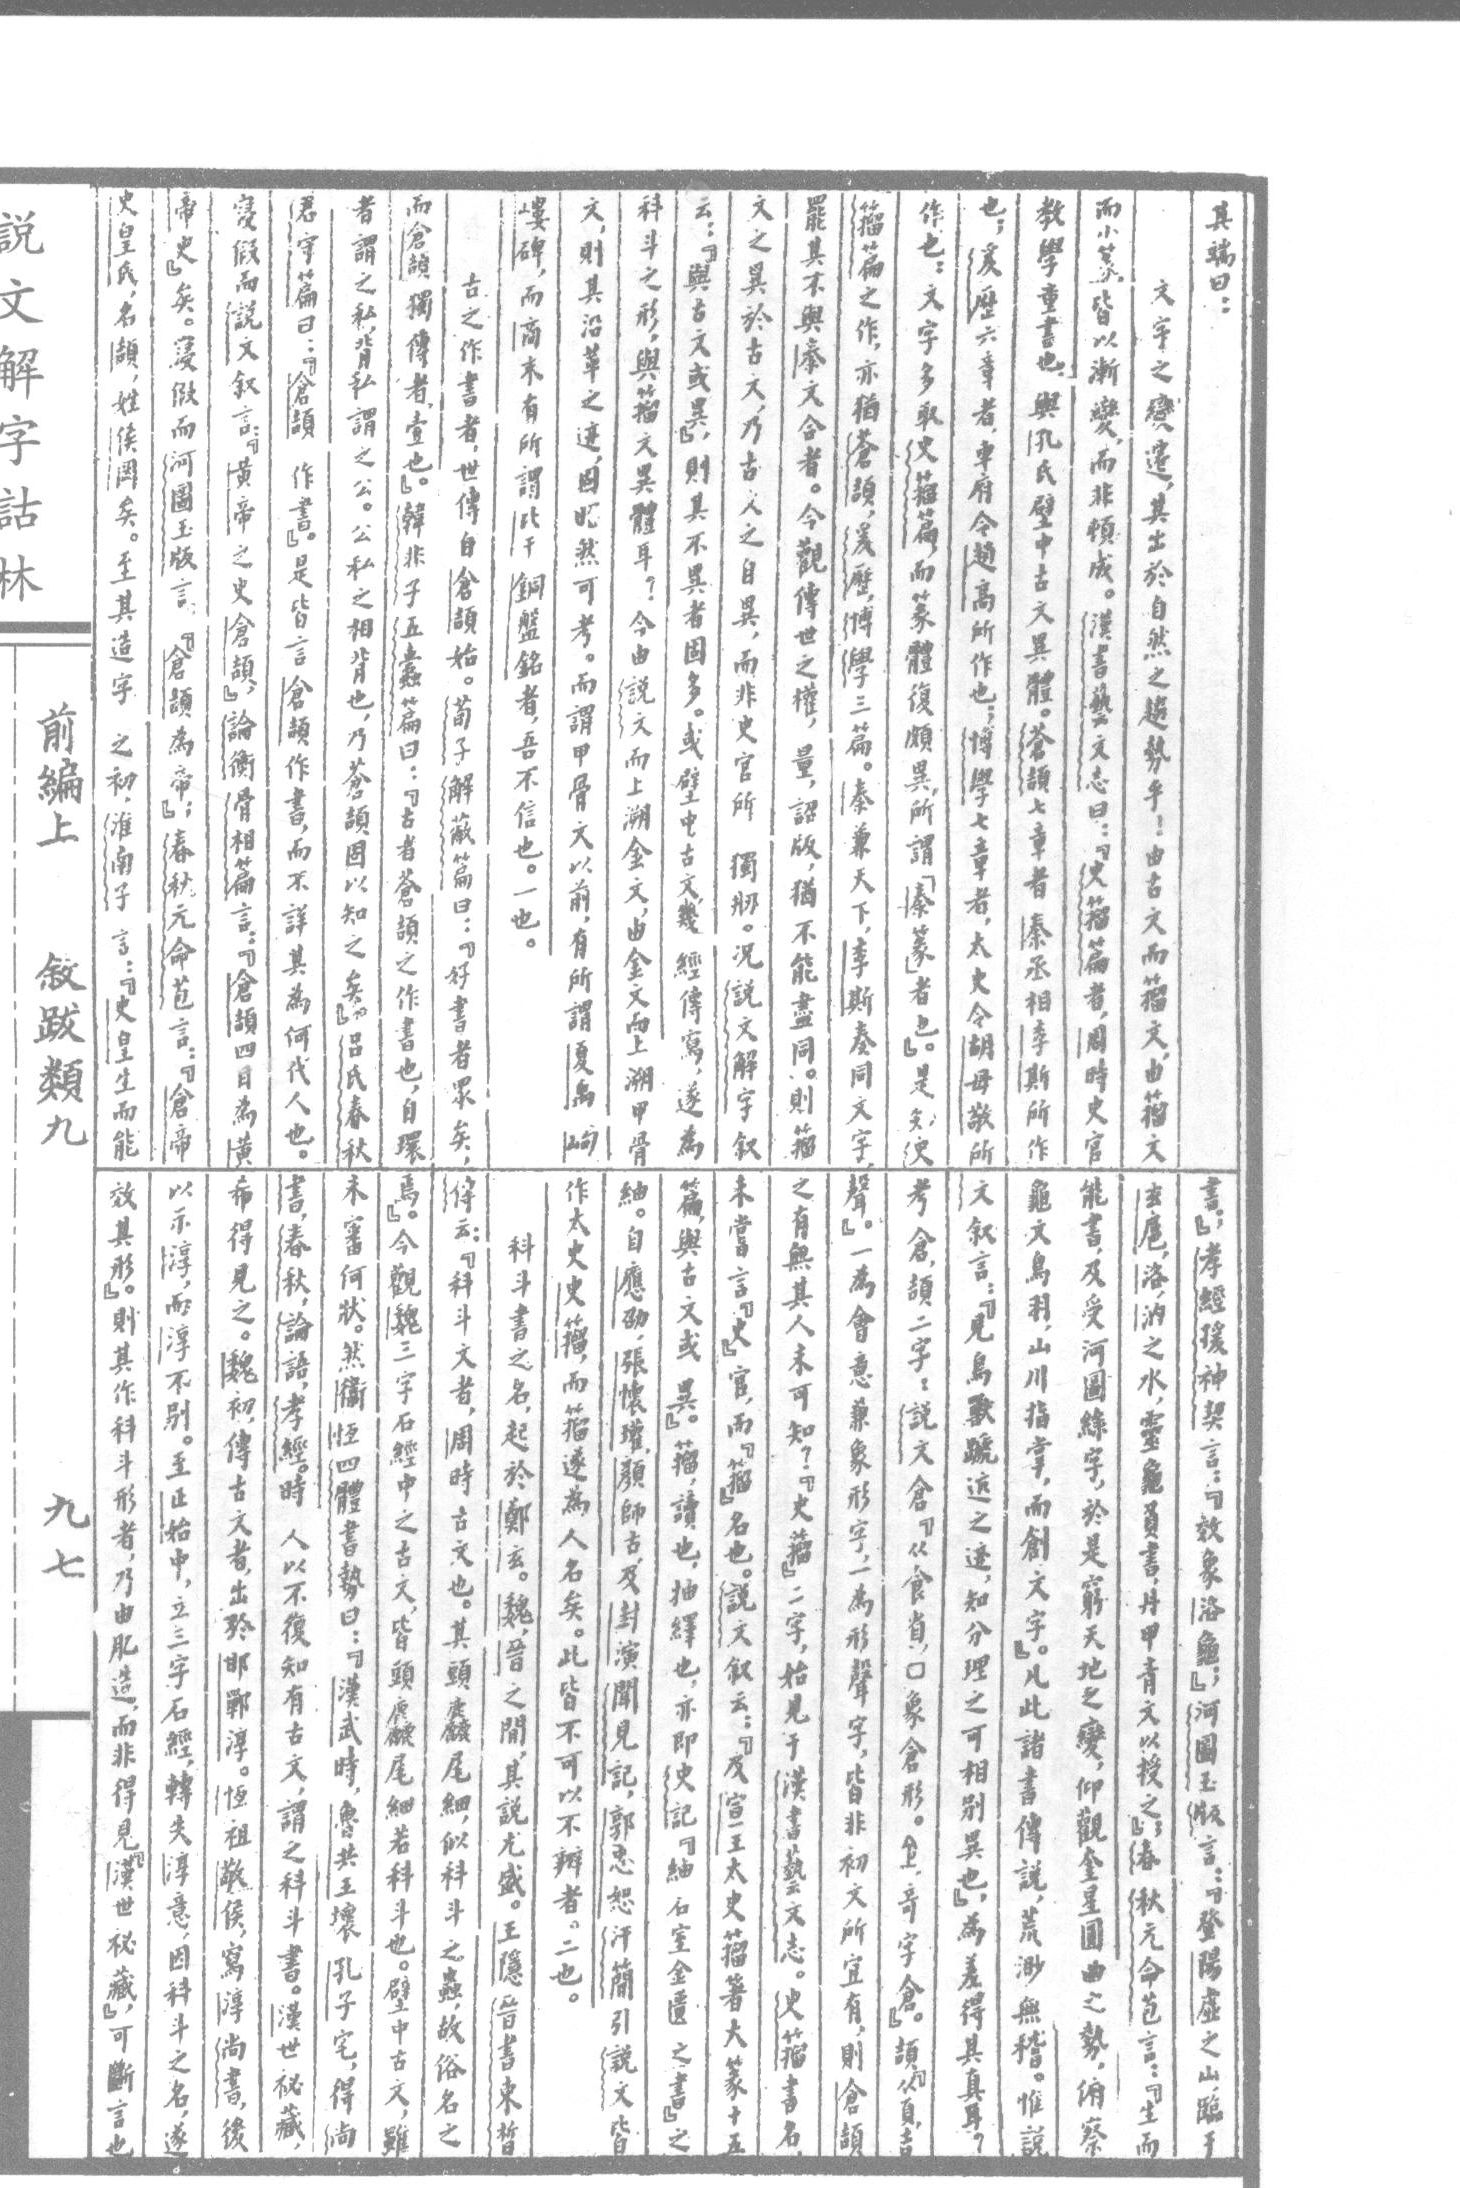 其端曰：
文字之變遷，其出於自然之趨勢乎！由古文而籀文，由籀文
而小篆，皆以漸變，而非頓成。漢書藝文志曰：『史籀篇者，周時史官
教學童書也，與孔氏壁中古文異體。蒼頡七章者，秦丞相李斯所作
也；爰歷六章者，車府令趙高所作也；博學七章者，太史令胡母敬所
作也：文字多取史籀篇，而篆體復頗異，所謂『秦篆』者也』。是知史
籀篇之作，亦猶蒼頡，爰歷，博學三篇。秦兼天下，李斯奏同文字，
罷其不與秦文合者。今觀傳世之權，量，詔版，猶不能盡同。則籀
文之異於古文，乃古人之自異，而非史官所獨刱。况說文解字敘
云：『與古文或異』，則其不異者固多。或壁中古文，幾經傳寫，遂為
科斗之形，與籀文異體耳？今由說文而上溯金文，由金文而上溯甲骨
文，則其沿革之迹，固昭然可考。而謂甲骨文以前，有所謂夏禹岣
嶁碑，而商末有所謂比干銅盤銘者，吾不信也。一也。
古之作書者，世傳自倉頡始。荀子解蔽篇曰：『好書者眾矣，
而倉頡獨傳者，壹也』。韓非子五蠹篇曰：『古者蒼頡之作書也，自環
者謂之私，背私謂之公。公私之相背也，乃蒼頡固以知之矣』。呂氏春秋
君守篇曰：『倉頡作書』。是皆言倉頡作書，而不詳其為何代人也。
寖假而說文敘言：『黃帝之史倉頡』，論衡骨相篇言：『倉頡四目為黃
帝史』矣。寖假而河圖玉版言：『倉頡為帝』；春秋元命苞言：『倉帝
史皇氏，名頡，姓侯岡矣。至其造字之初，淮南子言：『史皇生而能
書』；孝經援神契言：『效象洛龜』；河圖玉版言：『登陽虛之山，臨于
玄扈，洛，汭之水，靈龜負書，丹甲青文以授之』；春秋元命苞言：『生而
能書，及受河圖綠字，於是窮天地之變，仰觀奎星圓曲之勢，俯察
龜文鳥羽，山川指掌，而創文字』。凡此諸書傳說，荒渺無稽。惟說
文敘言：『見鳥獸蹏迒之迹，知分理之可相別異也』，為差得其真耳？
考倉，頡二字：說文倉『从食省，口象倉形。仺，奇字倉』。頡『从頁，吉
聲』。一為會意兼象形字，一為形聲字，皆非初文所宜有，則倉頡
之有無其人未可知？『史籀』二字，始見于漢書藝文志。史籀書名，
未嘗言『史』官，而『籀』名也。說文敘云：『及宣王太史籀著大篆十五
篇，與古文或異』。籀，讀也，抽繹也，亦即史記『紬石室金匱之書』之
紬。自應劭，張懷瓘，顏師古，及封演聞見記，郭忠恕汗簡引說文皆
作太史史籀，而籀遂為人名矣。此皆不可以不辨者。二也。
科斗書之名，起於鄭玄。魏，晉之間，其說尤盛。王隱晉書束晳
傳云：『科斗文者，周時古文也。其頭麤尾細，似科斗之蟲，故俗名之
焉』。今觀魏三字石經中之古文，皆頭麤尾細若科斗也。壁中古文，雖
未審何狀。然衞恆四體書勢曰：『漢武時，魯共王壞孔子宅，得尚
書，春秋，論語，孝經。時人以不復知有古文，謂之科斗書。漢世祕藏，
希得見之。魏初，傳古文者，出於邯鄲淳。恆祖敬侯，寫淳尚書，後
以示淳，而淳不別。至正始中，立三字石經，轉失淳意，因科斗之名，遂
效其形』。則其作科斗形者，乃由肊造，而非得見『漢世祕藏』，可斷言也
說文解字詁林
前編上
敘跋類九
九七